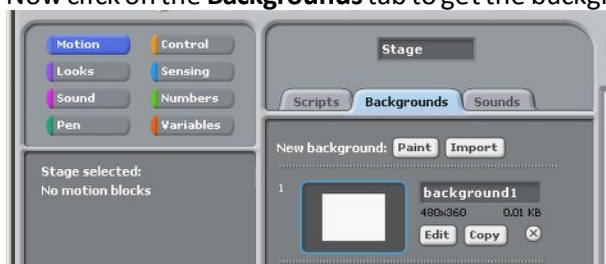 Now click on the Backgrounds tab to get the backgr
Motion Control
Looks Sensing
Sound Numbers
Pen Variables
Stage selected:
No motion blocks
Stage
Scripts Backgrounds Sounds
New background: Paint Import
1
background1
480x360 0.01 KB
Edit Copy